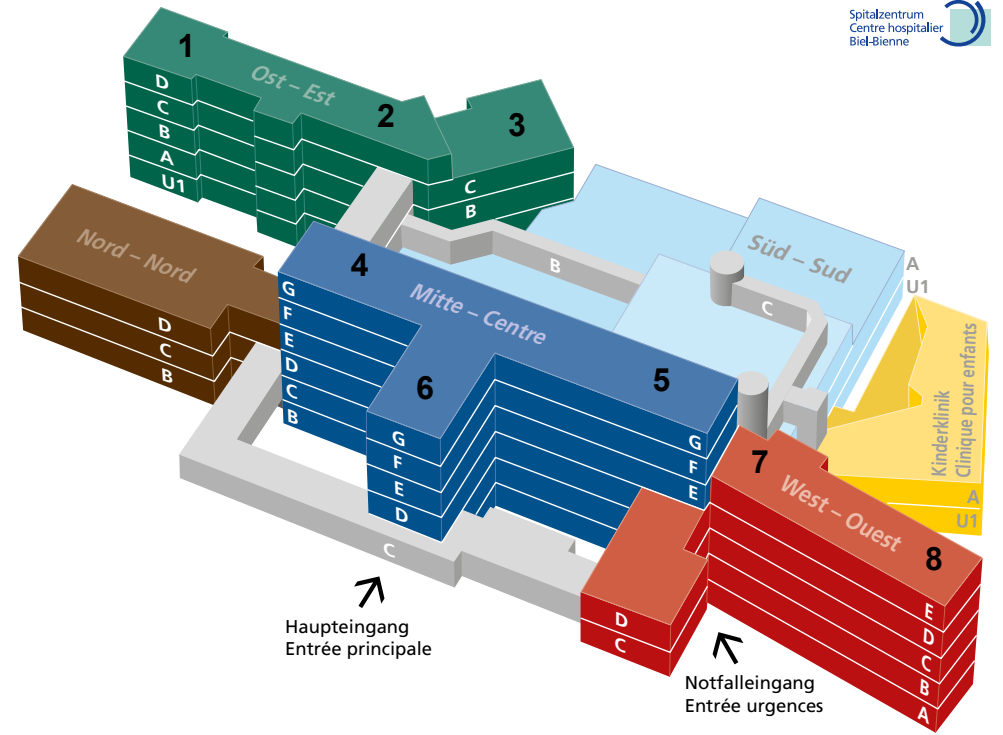 Spitalzentrum
Centre hospitalier
Biel-Bienne
1
Ost – Est
2
3
D
C
B
A
U1
C
B
Nord – Nord
D
C
B
4
Mitte – Centre
5
6
G
F
E
D
C
B
G
F
E
D
G
F
E
B
C
Süd – Sud
A
U1
Kinderklinik
Clinique pour enfants
A
U1
7
West – Ouest
8
E
D
C
B
A
D
C
C
Haupteingang
Entrée principale
Notfalleingang
Entrée urgences